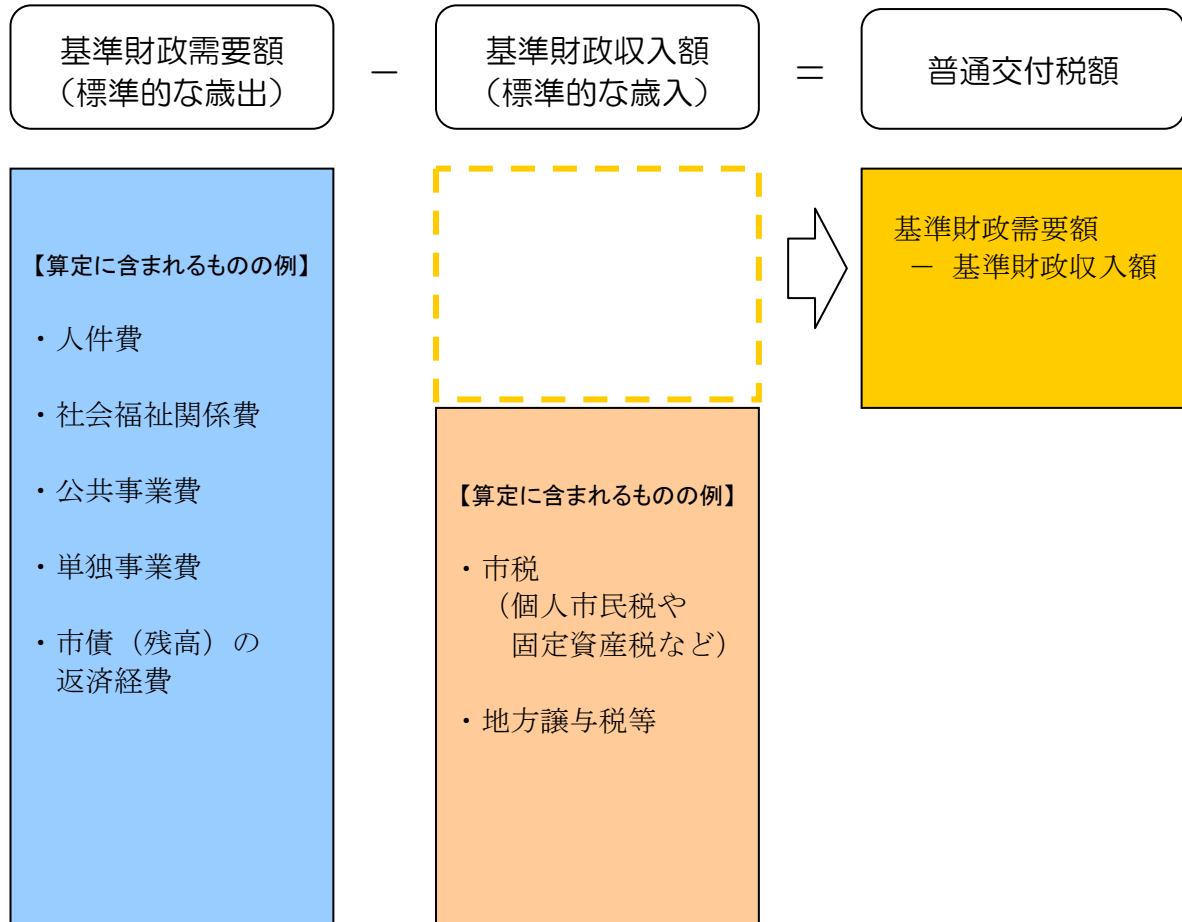 基準財政需要額
（標準的な歳出）
－
基準財政収入額
（標準的な歳入）
＝
普通交付税額
【算定に含まれるものの例】
・人件費
・社会福祉関係費
・公共事業費
・単独事業費
・市債（残高）の
返済経費
【算定に含まれるものの例】
・市税
（個人市民税や
固定資産税など）
・地方譲与税等
基準財政需要額
－ 基準財政収入額